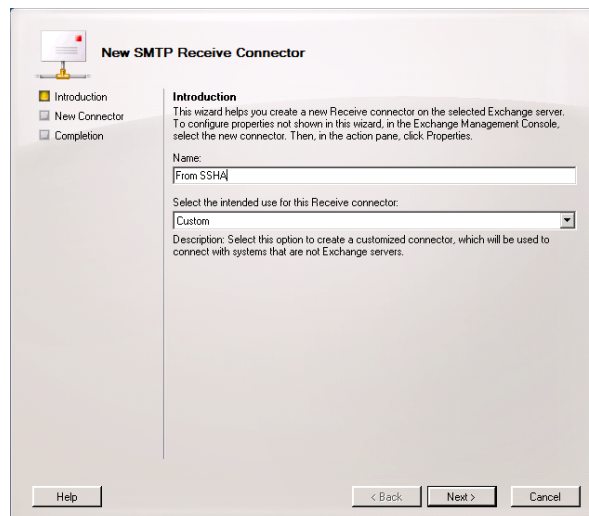 New SMTP Receive Connector
Introduction
New Connector
Completion
Introduction
This wizard helps you create a new Receive connector on the selected Exchange server.
To configure properties not shown in this wizard, in the Exchange Management Console,
select the new connector. Then, in the action pane, click Properties.
Name:
From SSHA
Select the intended use for this Receive connector:
Custom
Description: Select this option to create a customized connector, which will be used to
connect with systems that are not Exchange servers.
Help
< Back
Next >
Cancel